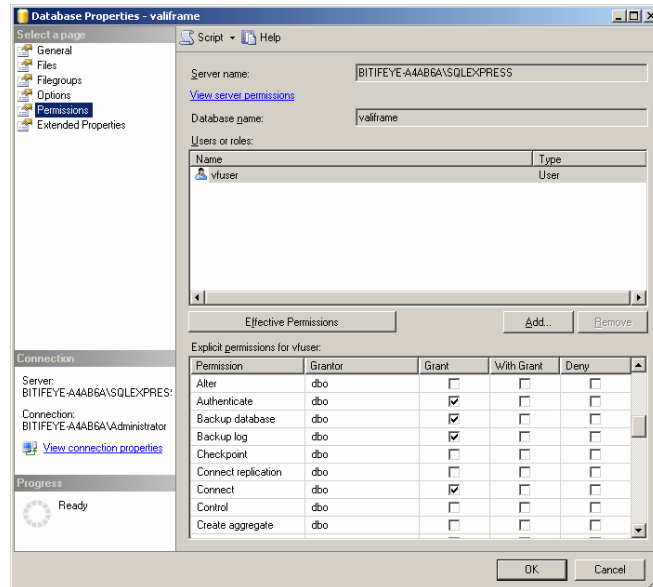 Database Properties - valiframe
Select a page
General
Files
Filegroups
Options
Permissions
Extended Properties
Script
Help
Server name:
BITIFEYE-A4AB6A\SQLEXPRESS
View server permissions
Database name:
valiframe
Users or roles:
Name Type
vfuser User
Effective Permissions Add... Remove
Explicit permissions for vfuser:
Permission Grantor Grant With Grant Deny
Alter dbo
Authenticate dbo
Backup database dbo
Backup log dbo
Checkpoint dbo
Connect replication dbo
Connect dbo
Control dbo
Create aggregate dbo
Connection
Server:
BITIFEYE-A4AB6A\SQLEXPRES
Connection:
BITIFEYE-A4AB6A\Administrator
View connection properties
Progress
Ready
OK Cancel